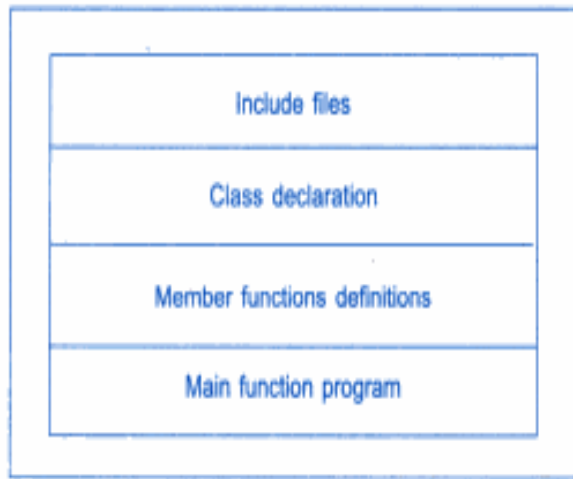 Include files
Class declaration
Member functions definitions
Main function program